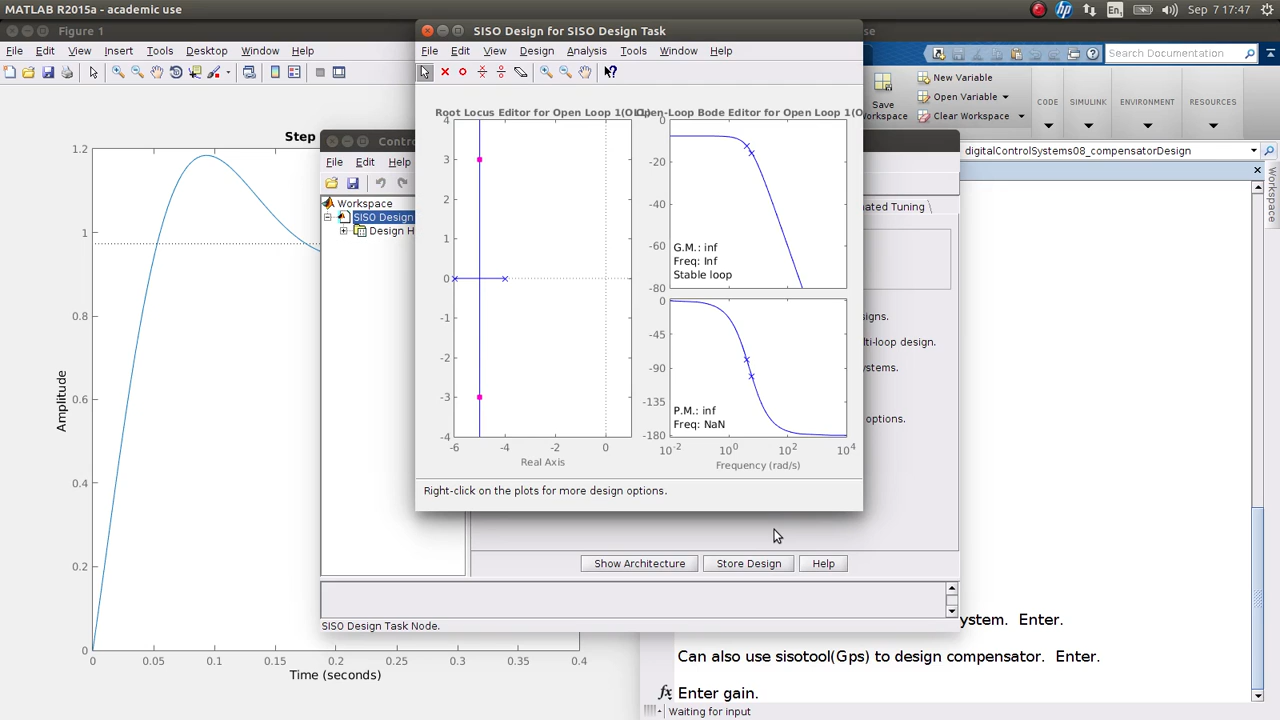 MATLAB R2015a - academic use
En
Sep 7 17:47
Figure 1
File Edit View Insert Tools Desktop Window Help
Step
1.2
1
0.8
0.6
0.4
0.2
0
Amplitude
0 0.05 0.1 0.15 0.2 0.25 0.3 0.35 0.4
Time (seconds)
Contro
File Edit Help
Workspace
SISO Design
Design H
SISO Design for SISO Design Task
File Edit View Design Analysis Tools Window Help
Root Locus Editor for Open Loop 1(OL1)
4
3
2
1
0
-1
-2
-3
-4
-6 -4 -2 0
Real Axis
-Loop Bode Editor for Open Loop 1(O
0
-20
-40
-60
-80
G.M.: inf
Freq: Inf
Stable loop
0
-45
-90
-135
-180
P.M.: inf
Freq: NaN
10-2 100 102 104
Frequency (rad/s)
Right-click on the plots for more design options.
ated Tuning
igns.
lti-loop design.
stems.
options.
Show Architecture Store Design Help
SISO Design Task Node.
se
Search Documentation
Save
orkspace
New Variable
Open Variable
Clear Workspace
CODE SIMULINK ENVIRONMENT RESOURCES
digitalControlSystems08_compensatorDesign
Workspace
ystem. Enter.
Can also use sisotool(Gps) to design compensator. Enter.
fx Enter gain.
Waiting for input